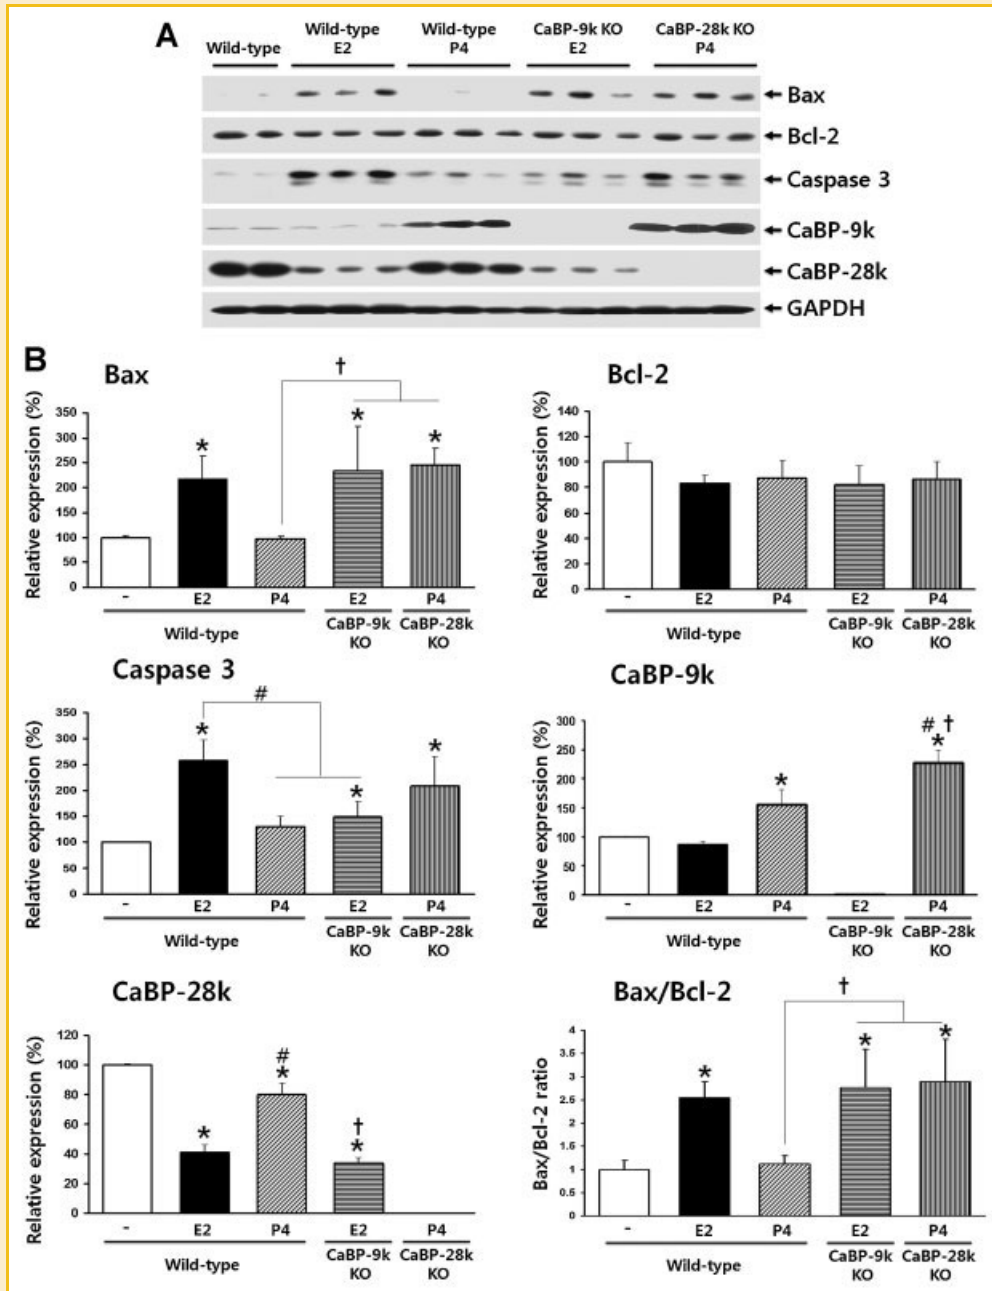 A
Wild-type
Wild-type E2
Wild-type P4
CaBP-9k KO E2
CaBP-28k KO P4
Bax
Bcl-2
Caspase 3
CaBP-9k
CaBP-28k
GAPDH
B
Bax
†
Relative expression (%)
350
300
250
200
150
100
50
0
* * *
- E2 P4 E2 P4
Wild-type CaBP-9k KO CaBP-28k KO
Bcl-2
Relative expression (%)
140
120
100
80
60
40
20
0
- E2 P4 E2 P4
Wild-type CaBP-9k KO CaBP-28k KO
Caspase 3
#
Relative expression (%)
350
300
250
200
150
100
50
0
* * *
- E2 P4 E2 P4
Wild-type CaBP-9k KO CaBP-28k KO
CaBP-9k
Relative expression (%)
350
250
200
150
100
50
0
# †
* *
- E2 P4 E2 P4
Wild-type CaBP-9k KO CaBP-28k KO
CaBP-28k
Relative expression (%)
120
100
80
60
40
20
0
# †
* * *
- E2 P4 E2 P4
Wild-type CaBP-9k KO CaBP-28k KO
Bax/Bcl-2
†
Bax/Bcl-2 ratio
4
3.5
3
2.5
2
1.5
1
0.5
0
* * *
- E2 P4 E2 P4
Wild-type CaBP-9k KO CaBP-28k KO